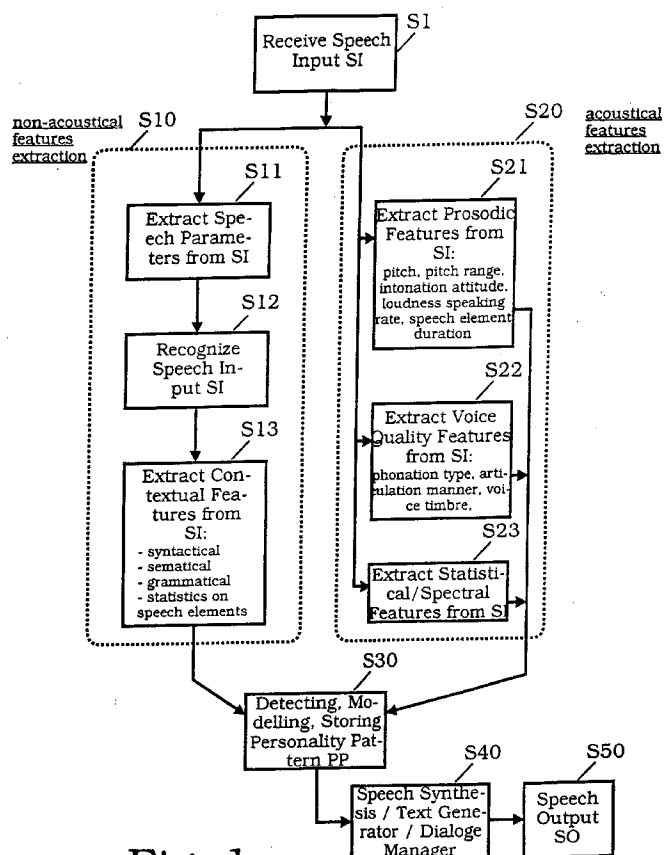 S1
Receive Speech
Input SI
non-acoustical
features
extraction
S10
S20
acoustical
features
extraction
S11
Extract Spe-
ech Parame-
ters from SI
S12
Recognize
Speech In-
put SI
S13
Extract Con-
textual Fea-
tures from
SI:
- syntactical
- sematical
- grammatical
- statistics on
speech elements
S21
Extract Prosodic
Features from
SI:
pitch, pitch range,
intonation attitude,
loudness speaking
rate, speech element
duration
S22
Extract Voice
Quality Features
from SI:
phonation type, arti-
culation manner, voi-
ce timbre,
S23
Extract Statisti-
cal/Spectral
Features from SI
S30
Detecting, Mo-
delling, Storing
Personality Pat-
tern PP
S40
Speech Synthe-
sis / Text Gene-
rator / Dialoge
Manager
S50
Speech
Output
SO